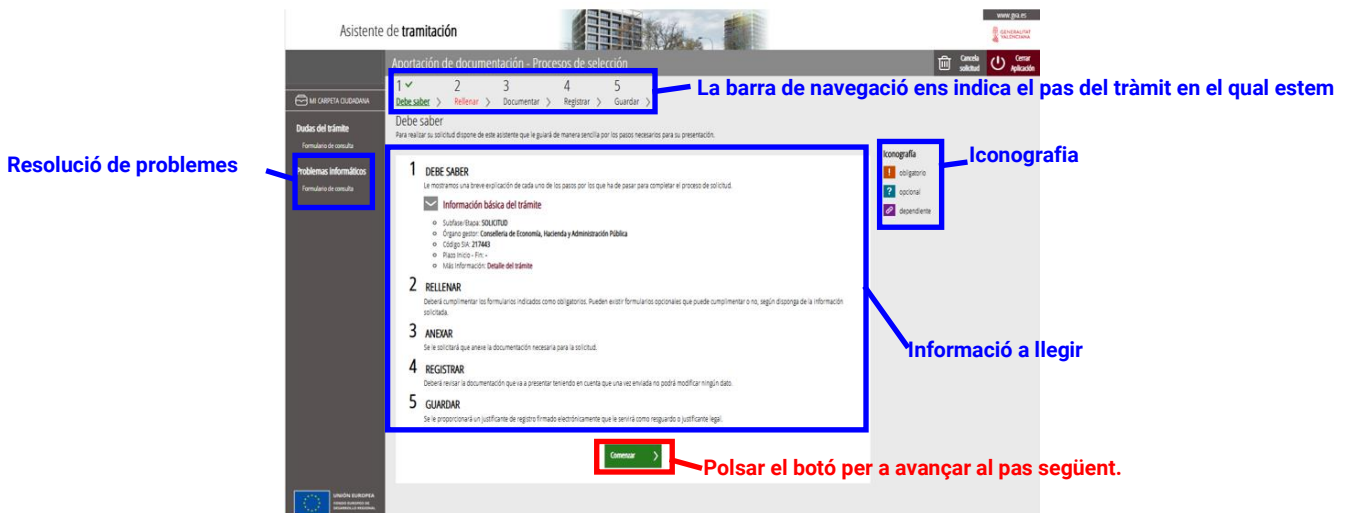 www.gva.es
Asistente de tramitación
GENERALITAT
VALENCIANA
Aportación de documentación - Procesos de selección
Cancela
solicitud
Cerrar
Aplicación
1 2 3 4 5
Debe saber > Rellenar > Documentar > Registrar > Guardar >
La barra de navegació ens indica el pas del tràmit en el qual estem
MI CARPETA CIUDADANA
Dudas del trámite
Formulario de consulta
Problemas informáticos
Formulario de consulta
Resolució de problemes
Debe saber
Para realizar su solicitud dispone de este asistente que le guiará de manera sencilla por los pasos necesarios para su presentación.
Iconografía
! obligatorio
? opcional
dependiente
Iconografia
1 DEBE SABER
Le mostramos una breve explicación de cada uno de los pasos por los que ha de pasar para completar el proceso de solicitud.
Información básica del trámite
Subfase/Etapa: SOLICITUD
Órgano gestor: Conselleria de Economía, Hacienda y Administración Pública
Código SIA: 217443
Plazo Inicio - Fin: -
Más información: Detalle del trámite
2 RELLENAR
Deberá cumplimentar los formularios indicados como obligatorios. Pueden existir formularios opcionales que puede cumplimentar o no, según disponga de la información
solicitada.
3 ANEXAR
Se le solicitará que anexe la documentación necesaria para la solicitud.
4 REGISTRAR
Deberá revisar la documentación que va a presentar teniendo en cuenta que una vez enviada no podrá modificar ningún dato.
5 GUARDAR
Se le proporcionará un justificante de registro firmado electrónicamente que le servirá como resguardo o justificante legal.
Informació a llegir
Comenzar >
Polsar el botó per a avançar al pas següent.
UNIÓN EUROPEA
FONDO EUROPEO DE
DESARROLLO REGIONAL